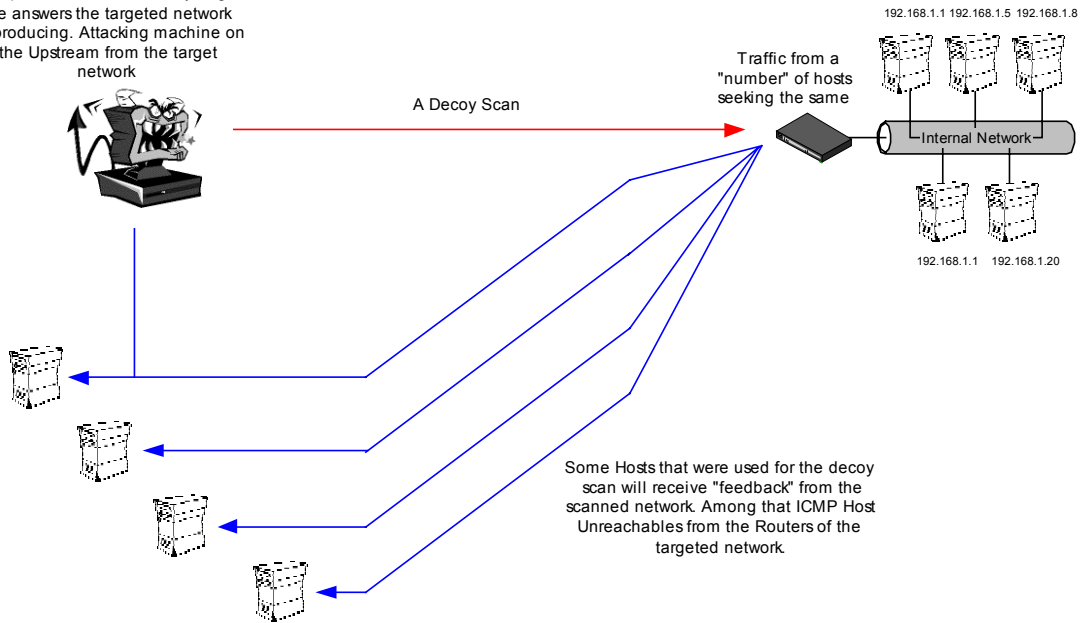 e answers the targeted network
producing. Attacking machine on
the Upstream from the target
network
192.168.1.1 192.168.1.5 192.168.1.8
Traffic from a
"number" of hosts
seeking the same
A Decoy Scan
Internal Network
192.168.1.1 192.168.1.20
Some Hosts that were used for the decoy
scan will receive "feedback" from the
scanned network. Among that ICMP Host
Unreachables from the Routers of the
targeted network.